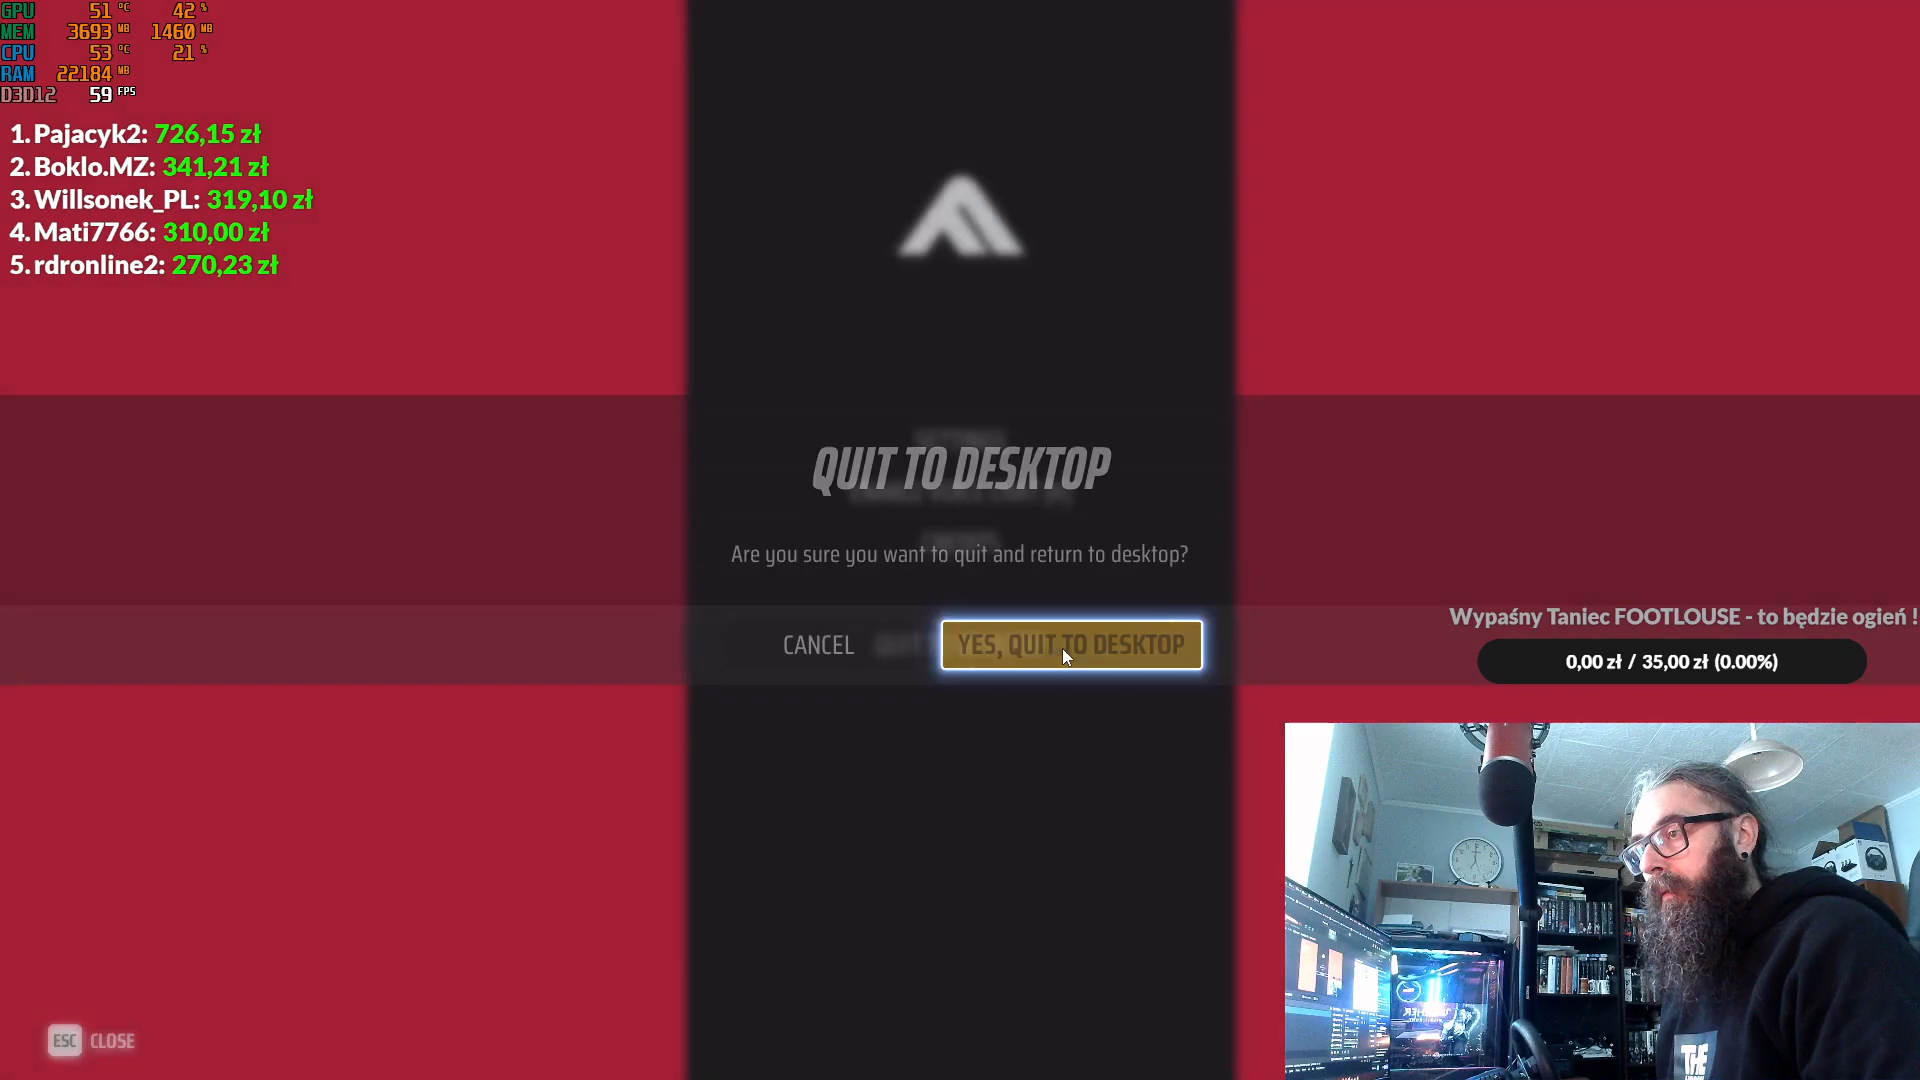 GPU 51 °C 42 %
MEM 3693 MB 1460 MB
CPU 53 °C 21 %
RAM 22184 MB
D3D12 59 FPS
1. Pajacyk2: 726,15 zł
2. Boklo.MZ: 341,21 zł
3. Willsonek_PL: 319,10 zł
4. Mati7766: 310,00 zł
5. rdronline2: 270,23 zł
QUIT TO DESKTOP
Are you sure you want to quit and return to desktop?
CANCEL
YES, QUIT TO DESKTOP
Wypaśny Taniec FOOTLOUSE - to będzie ogień !
0,00 zł / 35,00 zł (0.00%)
THE
ESC CLOSE